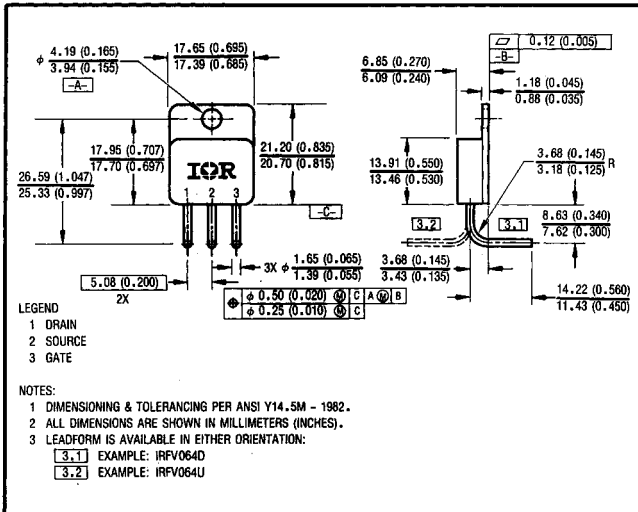 ϕ 4.19 (0.165)
3.94 (0.155)
-A-
17.65 (0.695)
17.39 (0.685)
⏥ 0.12 (0.005)
-B-
6.85 (0.270)
6.09 (0.240)
1.18 (0.045)
0.88 (0.035)
26.59 (1.047)
25.33 (0.997)
17.95 (0.707)
17.70 (0.697)
IOR
1 2 3
21.20 (0.835)
20.70 (0.815)
-C-
13.91 (0.550)
13.46 (0.530)
3.68 (0.145) R
3.18 (0.125)
3.2
3.1
8.63 (0.340)
7.62 (0.300)
5.08 (0.200)
2X
3X ϕ 1.65 (0.065)
1.39 (0.055)
3.68 (0.145)
3.43 (0.135)
14.22 (0.560)
11.43 (0.450)
⌖ ϕ 0.50 (0.020) Ⓜ C A Ⓜ B
ϕ 0.25 (0.010) Ⓜ C
LEGEND
1 DRAIN
2 SOURCE
3 GATE
NOTES:
1 DIMENSIONING & TOLERANCING PER ANSI Y14.5M - 1982.
2 ALL DIMENSIONS ARE SHOWN IN MILLIMETERS (INCHES).
3 LEADFORM IS AVAILABLE IN EITHER ORIENTATION:
3.1 EXAMPLE: IRFV064D
3.2 EXAMPLE: IRFV064U